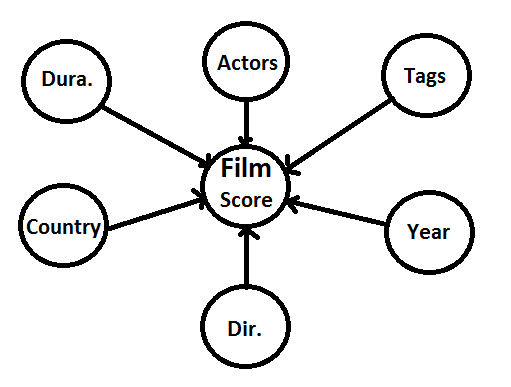 Dura.
Actors
Tags
Film
Score
Country
Year
Dir.